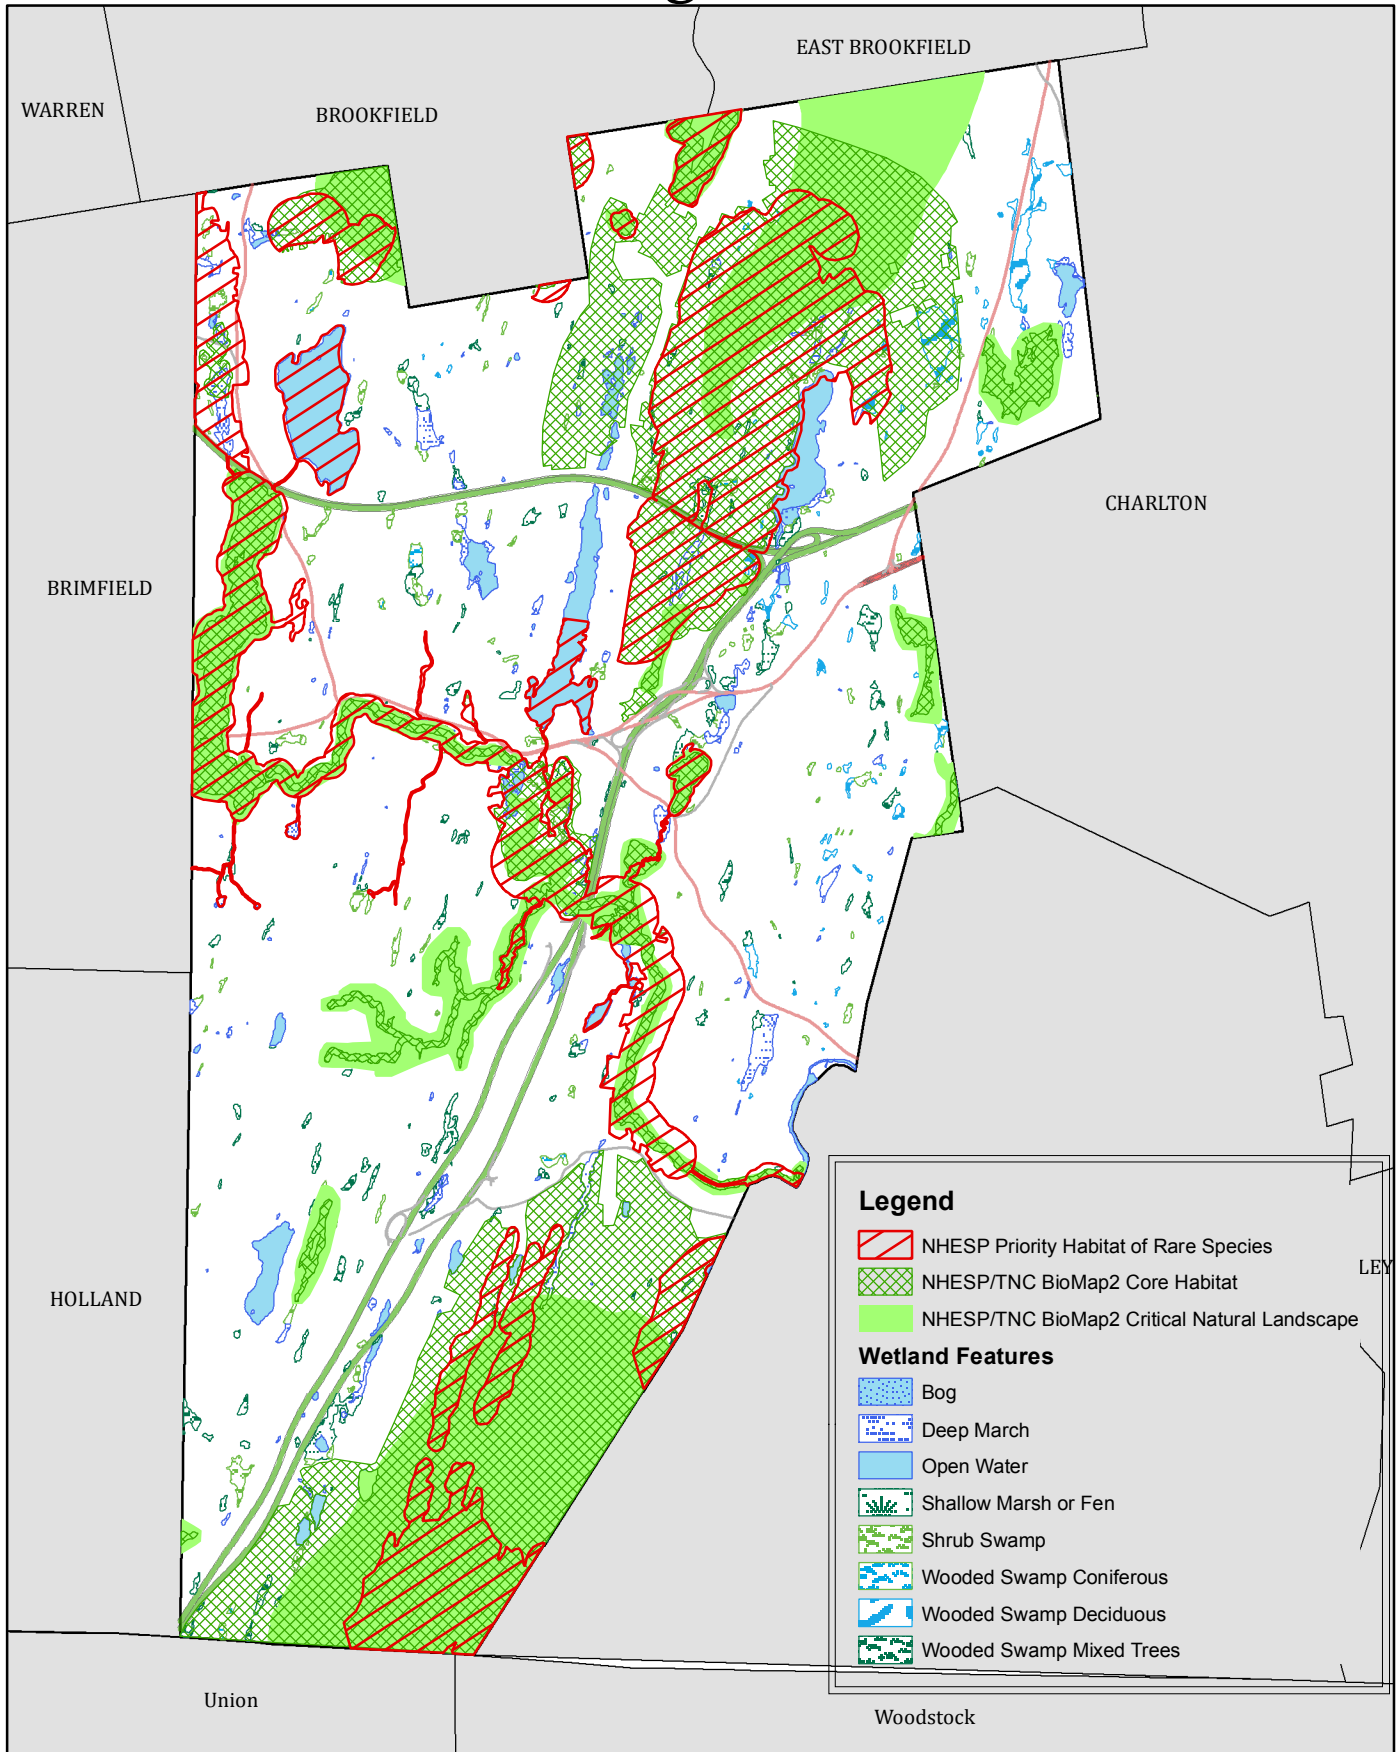 EAST BROOKFIELD
WARREN
BROOKFIELD
CHARLTON
BRIMFIELD
HOLLAND
LEY
Legend
NHESP Priority Habitat of Rare Species
NHESP/TNC BioMap2 Core Habitat
NHESP/TNC BioMap2 Critical Natural Landscape
Wetland Features
Bog
Deep March
Open Water
Shallow Marsh or Fen
Shrub Swamp
Wooded Swamp Coniferous
Wooded Swamp Deciduous
Wooded Swamp Mixed Trees
Union
Woodstock